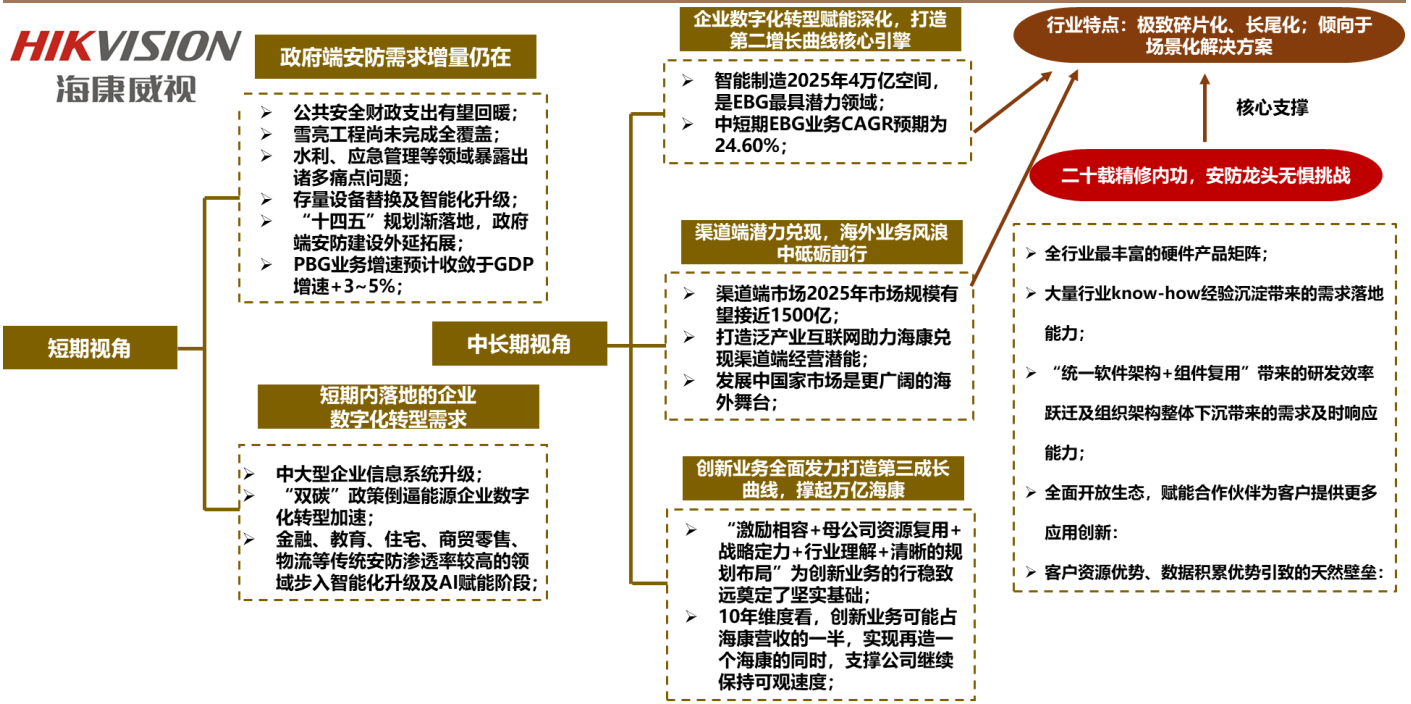 HIKVISION
海康威视
政府端安防需求增量仍在
公共安全财政支出有望回暖;
雪亮工程尚未完成全覆盖;
水利、应急管理等领域暴露出
诸多痛点问题;
存量设备替换及智能化升级;
“十四五”规划渐落地,政府
端安防建设外延拓展;
PBG业务增速预计收敛于GDP
增速+3~5%;
短期视角
短期内落地的企业
数字化转型需求
中大型企业信息系统升级;
“双碳”政策倒逼能源企业数字
化转型加速;
金融、教育、住宅、商贸零售、
物流等传统安防渗透率较高的领
域步入智能化升级及AI赋能阶段;
中长期视角
企业数字化转型赋能深化,打造
第二增长曲线核心引擎
智能制造2025年4万亿空间,
是EBG最具潜力领域;
中短期EBG业务CAGR预期为
24.60%;
渠道端潜力兑现,海外业务风浪
中砥砺前行
渠道端市场2025年市场规模有
望接近1500亿;
打造泛产业互联网助力海康兑
现渠道端经营潜能;
发展中国家市场是更广阔的海
外舞台;
创新业务全面发力打造第三成长
曲线,撑起万亿海康
“激励相容+母公司资源复用+
战略定力+行业理解+清晰的规
划布局”为创新业务的行稳致
远奠定了坚实基础;
10年维度看,创新业务可能占
海康营收的一半,实现再造一
个海康的同时,支撑公司继续
保持可观速度;
行业特点:极致碎片化、长尾化;倾向于
场景化解决方案
核心支撑
二十载精修内功,安防龙头无惧挑战
全行业最丰富的硬件产品矩阵;
大量行业know-how经验沉淀带来的需求落地
能力;
“统一软件架构+组件复用”带来的研发效率
跃迁及组织架构整体下沉带来的需求及时响应
能力;
全面开放生态,赋能合作伙伴为客户提供更多
应用创新:
客户资源优势、数据积累优势引致的天然壁垒: